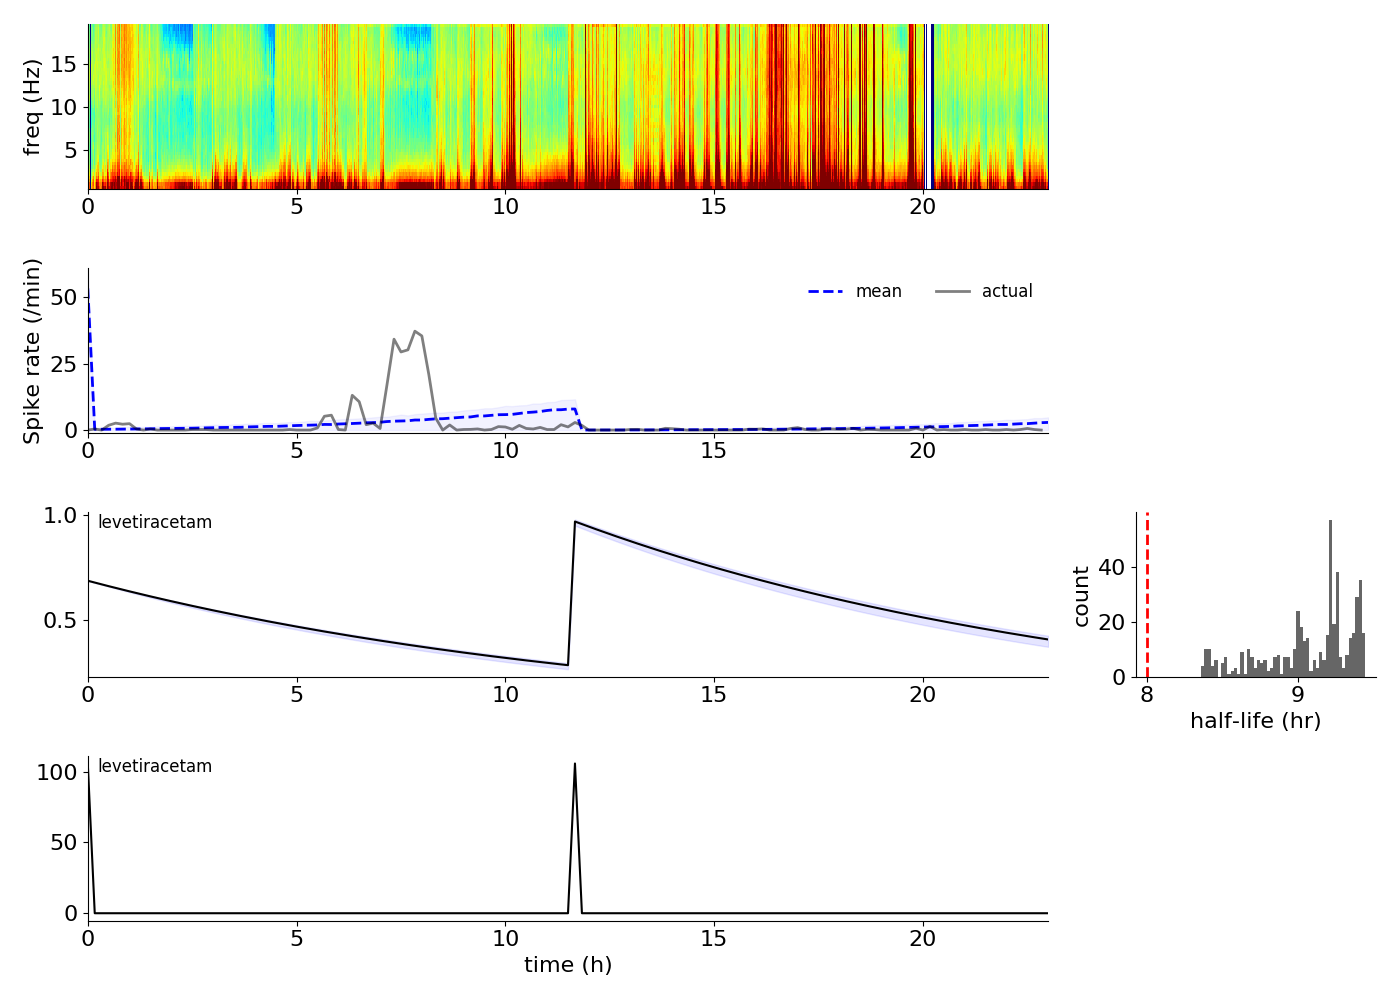 freq (Hz)
15
10
5
0 5 10 15 20
Spike rate (/min)
50
25
0
mean actual
0 5 10 15 20
levetiracetam
1.0
0.5
0 5 10 15 20
count
40
20
0
8 9
half-life (hr)
levetiracetam
100
50
0
0 5 10 15 20
time (h)